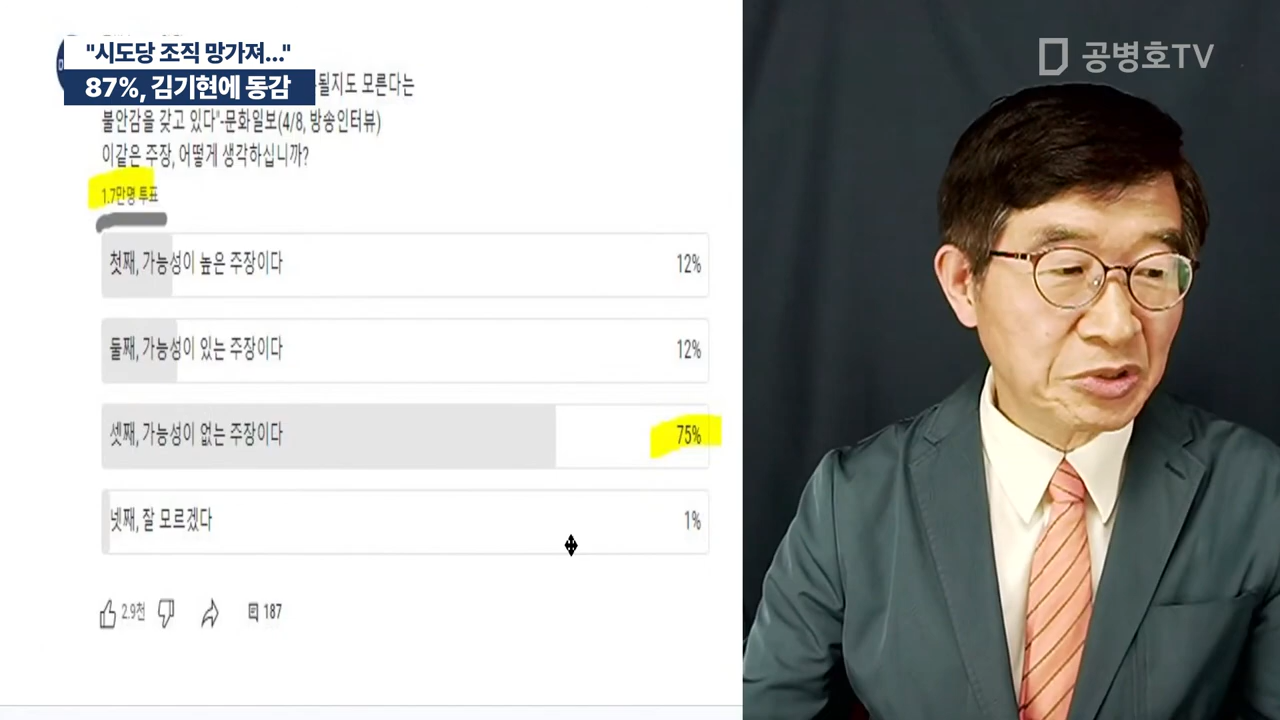 "시도당 조직 망가져..."
87%, 김기현에 동감
공병호TV
될지도 모른다는
불안감을 갖고 있다"-문화일보(4/8, 방송인터뷰)
이같은 주장, 어떻게 생각하십니까?
1.7만명 투표
첫째, 가능성이 높은 주장이다 12%
둘째, 가능성이 있는 주장이다 12%
셋째, 가능성이 없는 주장이다 75%
넷째, 잘 모르겠다 1%
2.9천 187